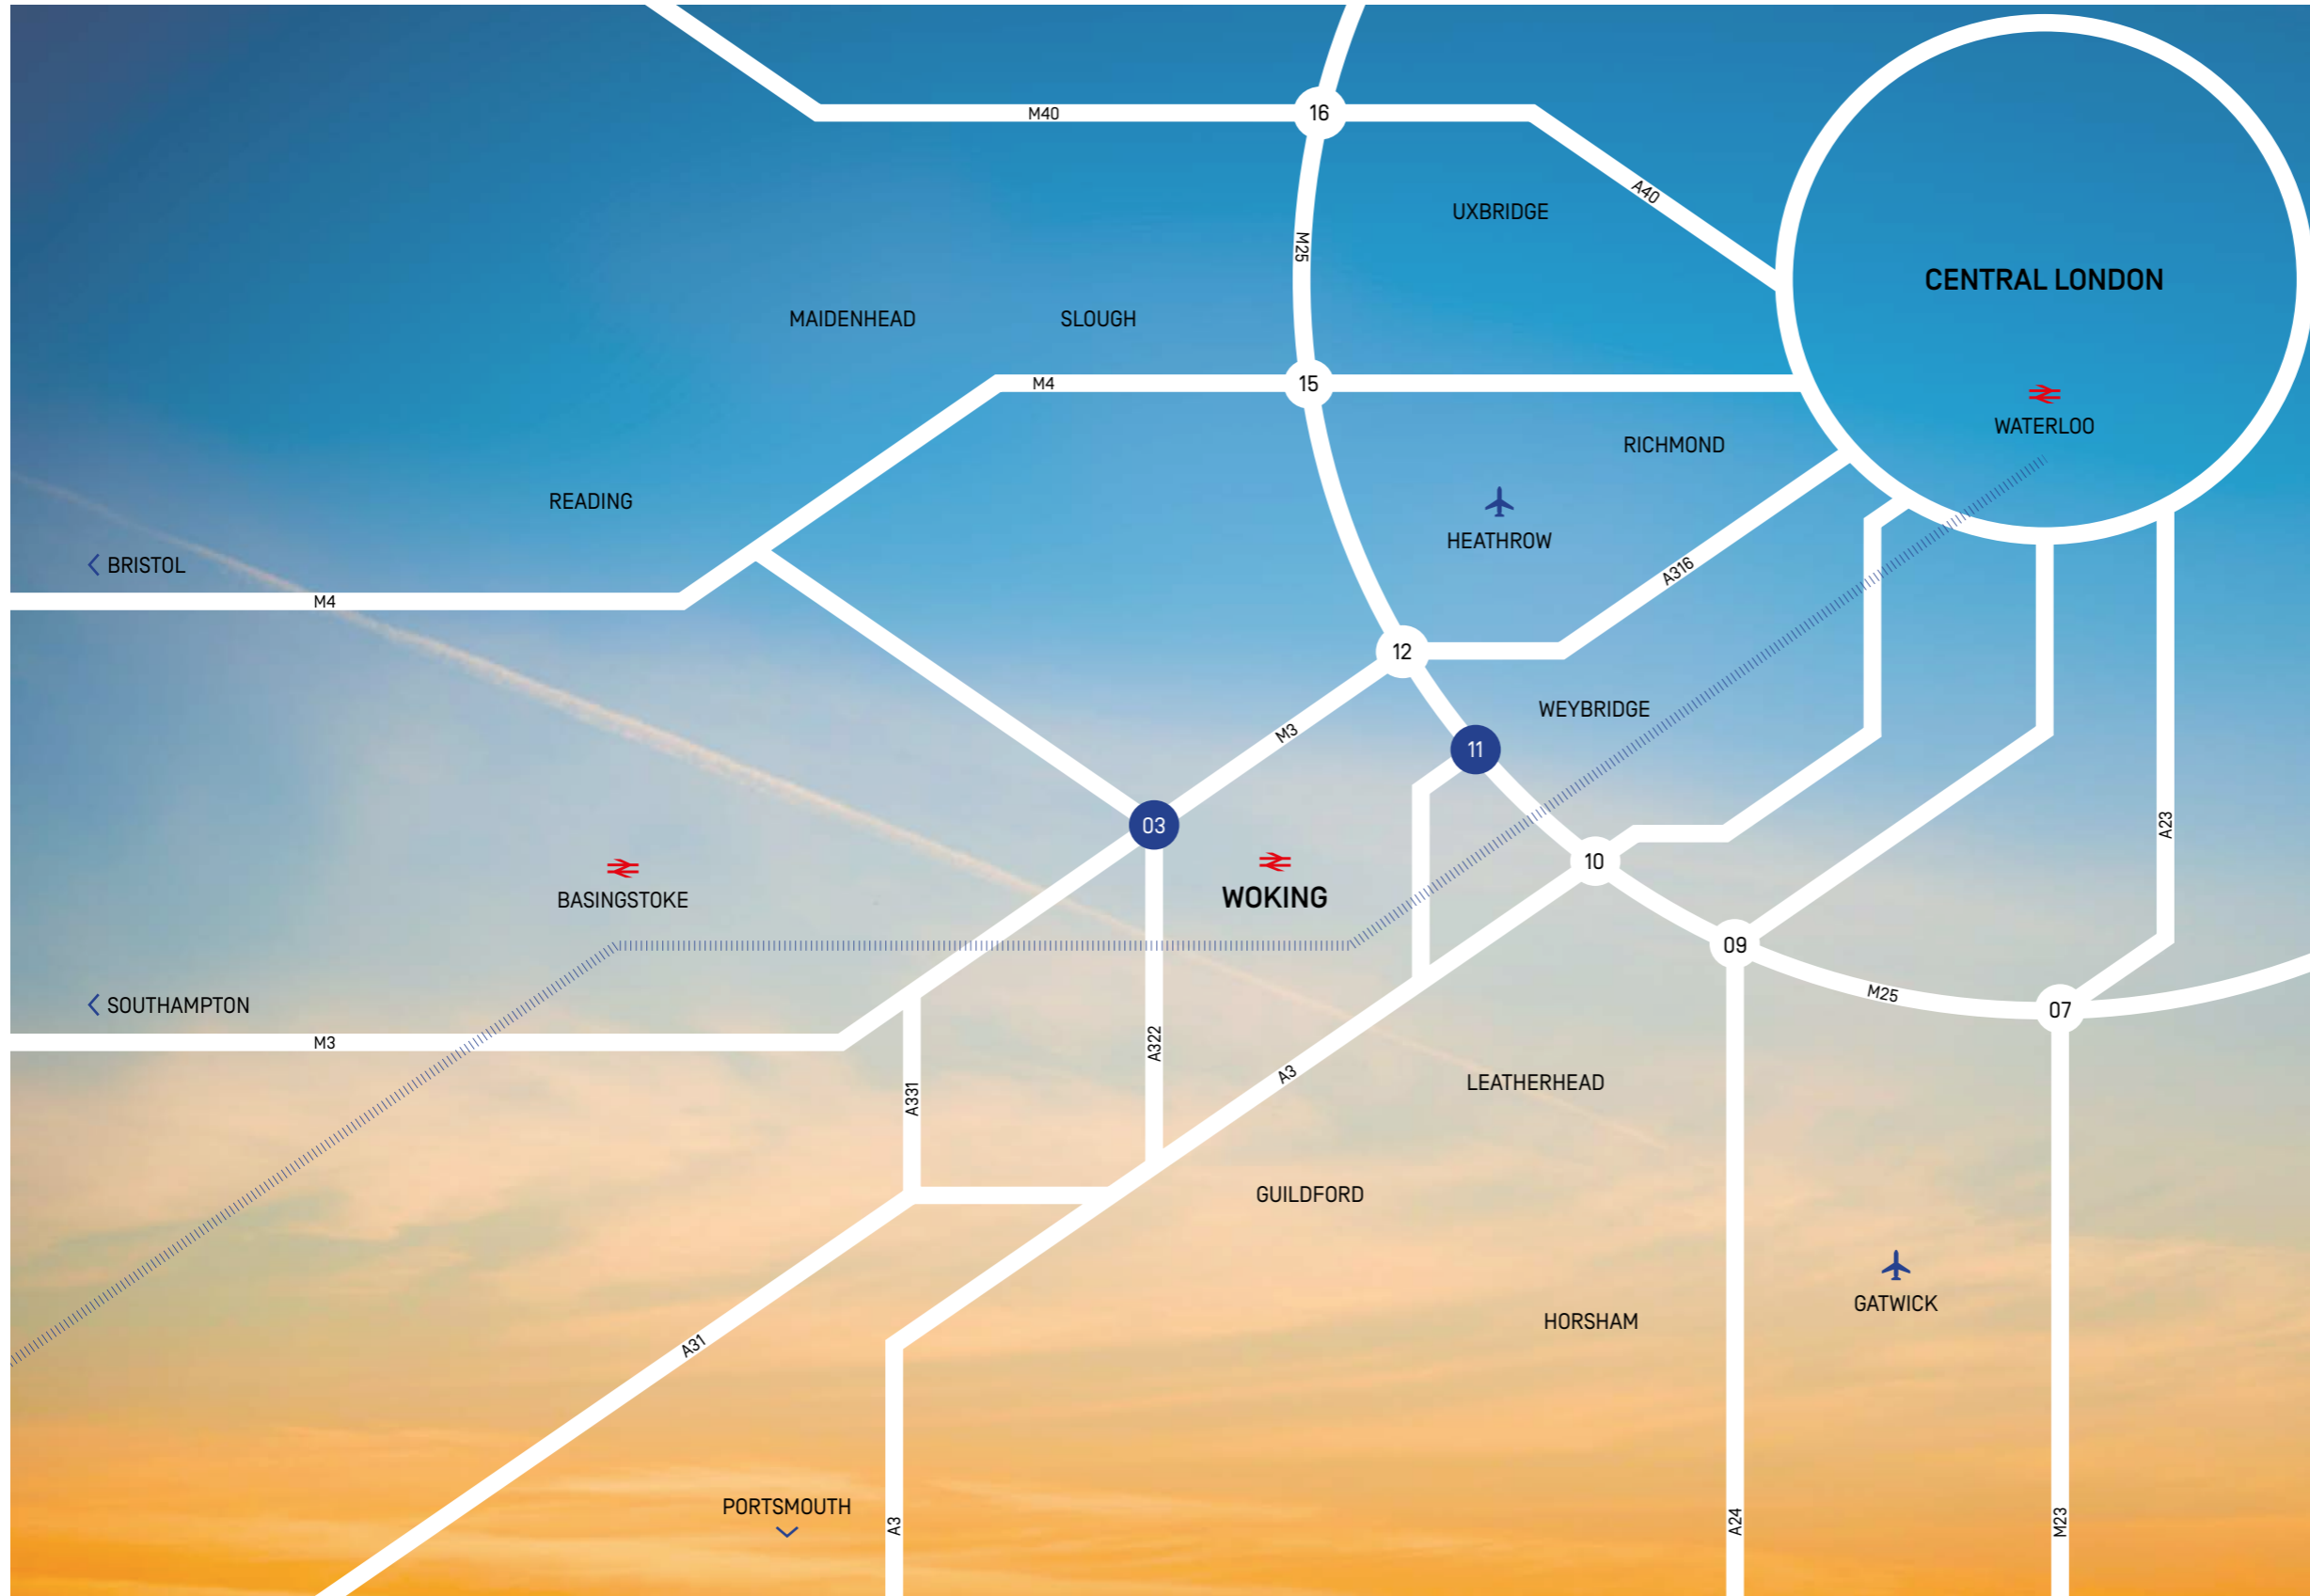 M40
16
A40
UXBRIDGE
M25
CENTRAL LONDON
MAIDENHEAD
SLOUGH
M4
15
WATERLOO
RICHMOND
READING
HEATHROW
BRISTOL
A316
M4
12
WEYBRIDGE
M3
11
03
A23
10
BASINGSTOKE
WOKING
09
M25
SOUTHAMPTON
07
M3
A322
A3
LEATHERHEAD
A331
GUILDFORD
GATWICK
HORSHAM
A31
PORTSMOUTH
A3
A24
M23